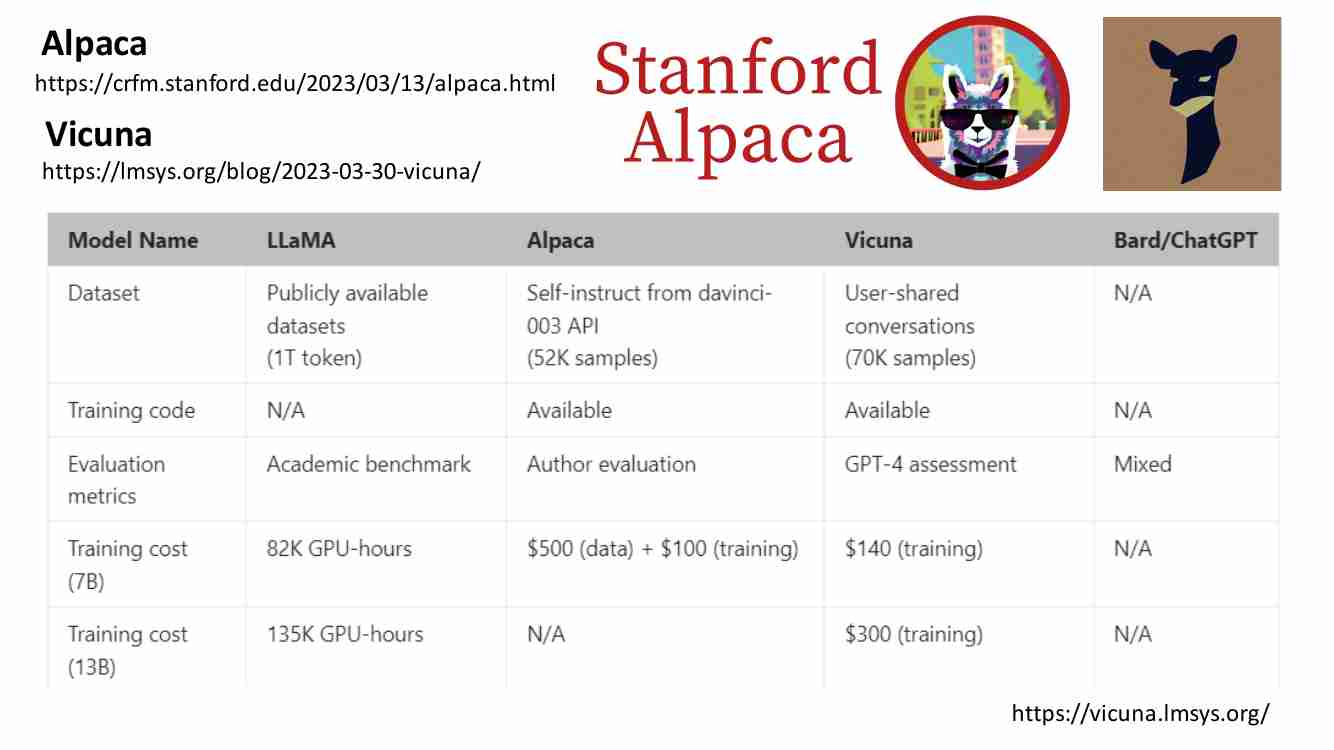 Alpaca
https://crfm.stanford.edu/2023/03/13/alpaca.html
Vicuna
https://lmsys.org/blog/2023-03-30-vicuna/
Stanford
Alpaca
Model Name LLaMA Alpaca Vicuna Bard/ChatGPT
Dataset Publicly available Self-instruct from davinci- User-shared N/A
datasets 003 API conversations
(1T token) (52K samples) (70K samples)
Training code N/A Available Available N/A
Evaluation Academic benchmark Author evaluation GPT-4 assessment Mixed
metrics
Training cost 82K GPU-hours $500 (data) + $100 (training) $140 (training) N/A
(7B)
Training cost 135K GPU-hours N/A $300 (training) N/A
(13B)
https://vicuna.lmsys.org/